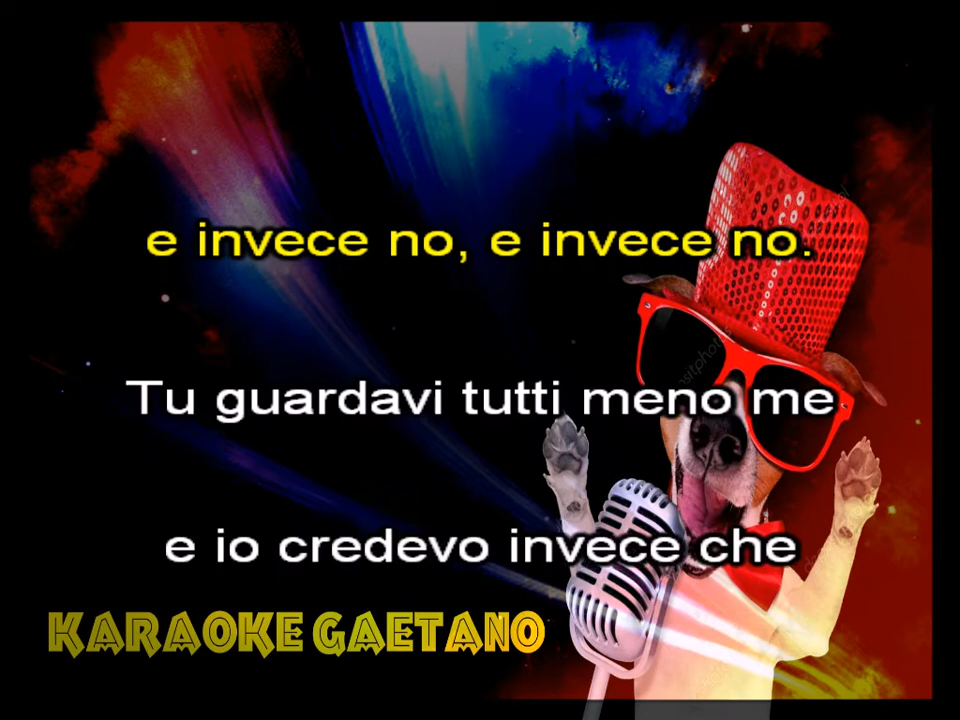 e invece no, e invece no.
Tu guardavi tutti meno me
e io credevo invece che
KARAOKE GAETANO